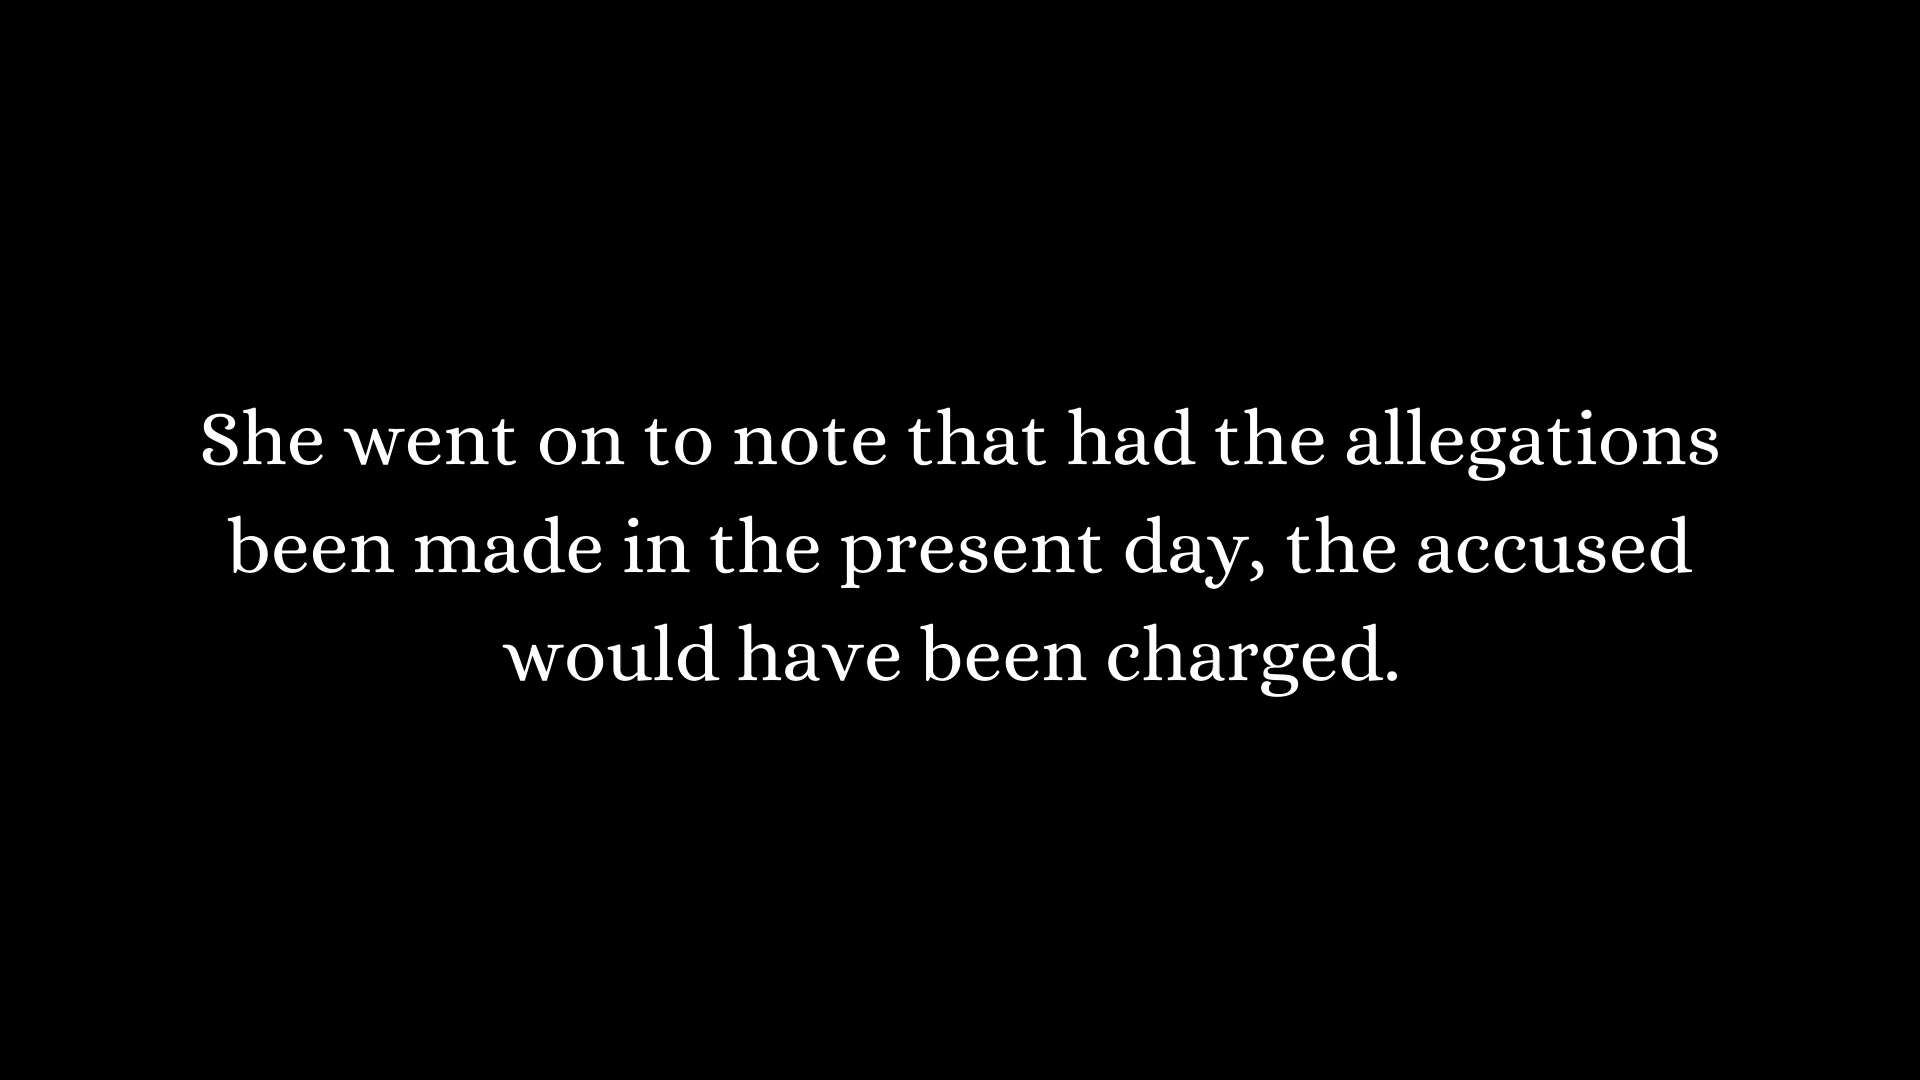 She went on to note that had the allegations
been made in the present day, the accused
would have been charged.